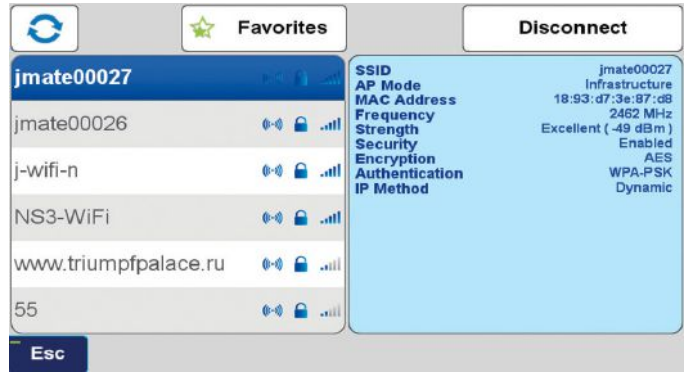 Favorites
Disconnect
jmate00027
jmate00026
j-wifi-n
NS3-WiFi
www.triumpfpalace.ru
55
SSID jmate00027
AP Mode Infrastructure
MAC Address 18:93:d7:3e:87:d8
Frequency 2462 MHz
Strength Excellent ( -49 dBm )
Security Enabled
Encryption AES
Authentication WPA-PSK
IP Method Dynamic
Esc